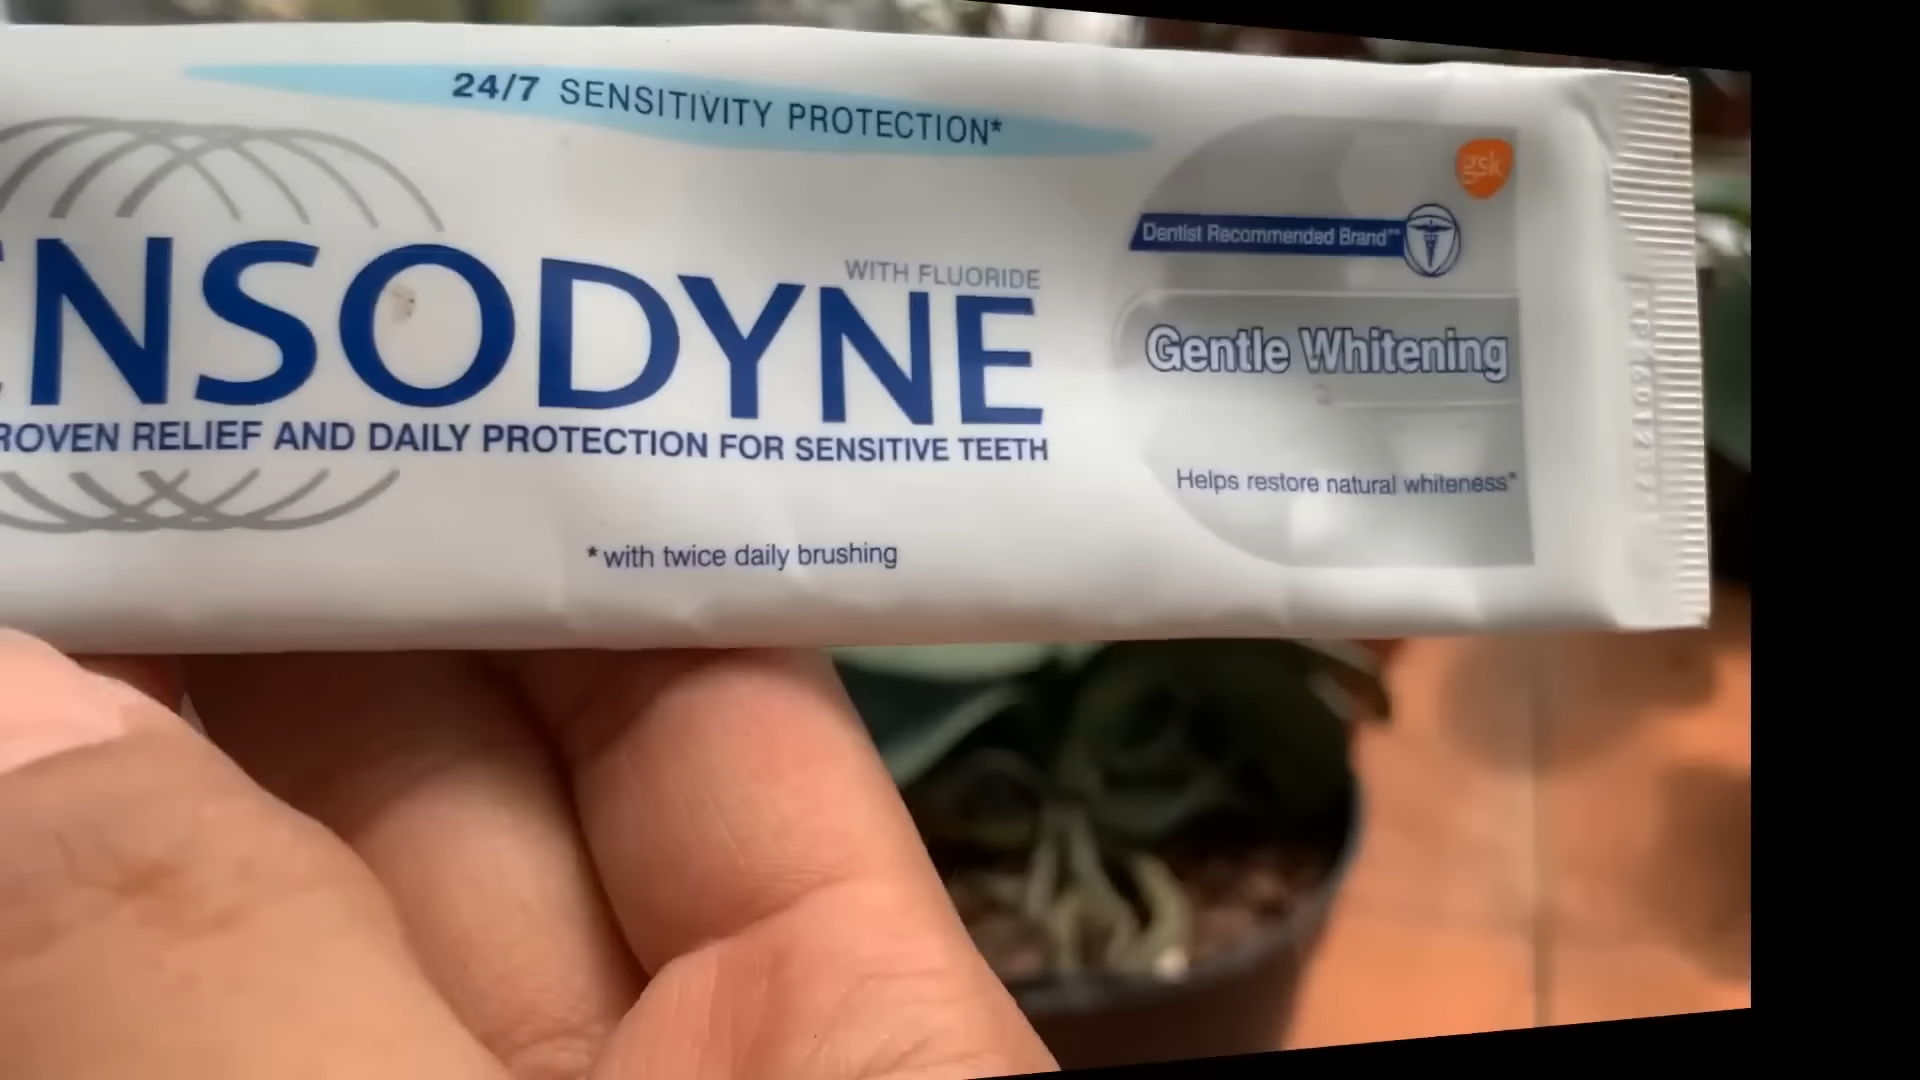 24/7 SENSITIVITY PROTECTION*
gsk
Dentist Recommended Brand**
WITH FLUORIDE
ENSODYNE
Gentle Whitening
ROVEN RELIEF AND DAILY PROTECTION FOR SENSITIVE TEETH
Helps restore natural whiteness*
*with twice daily brushing